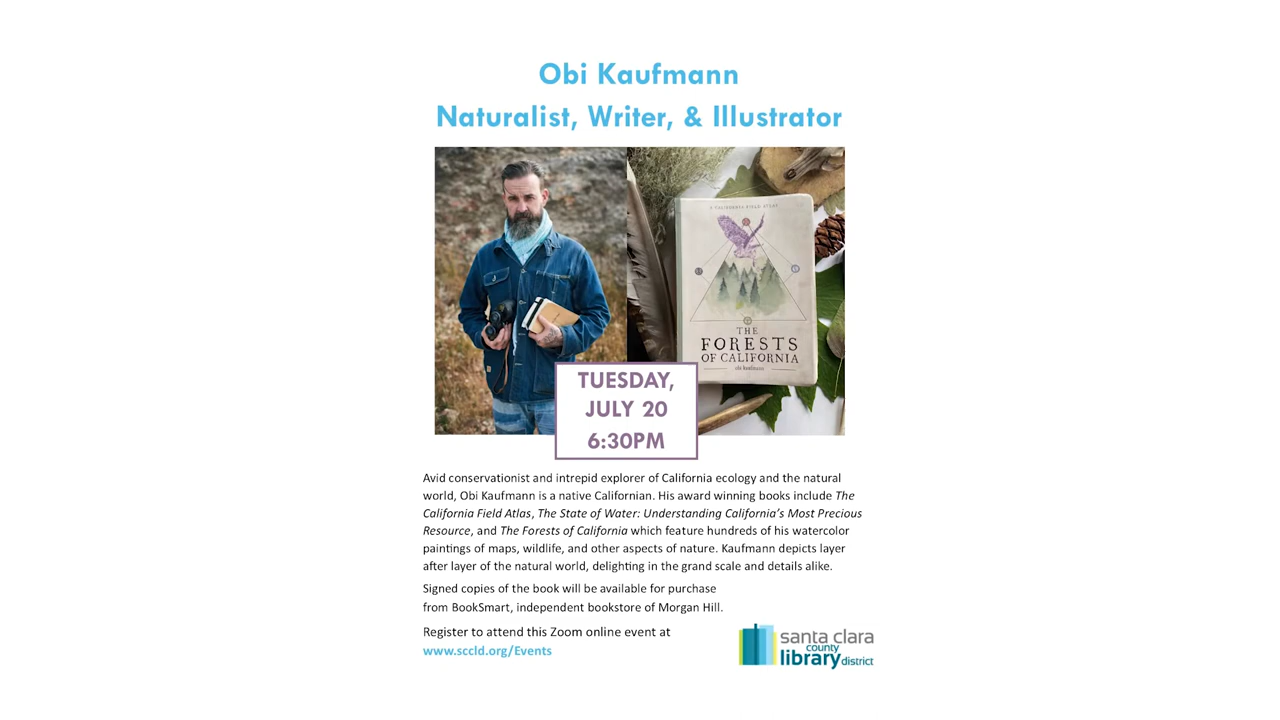 Obi Kaufmann
Naturalist, Writer, & Illustrator
A CALIFORNIA FIELD ATLAS
THE
FORESTS
OF CALIFORNIA
obi kaufmann
TUESDAY,
JULY 20
6:30PM
Avid conservationist and intrepid explorer of California ecology and the natural
world, Obi Kaufmann is a native Californian. His award winning books include The
California Field Atlas, The State of Water: Understanding California's Most Precious
Resource, and The Forests of California which feature hundreds of his watercolor
paintings of maps, wildlife, and other aspects of nature. Kaufmann depicts layer
after layer of the natural world, delighting in the grand scale and details alike.
Signed copies of the book will be available for purchase
from BookSmart, independent bookstore of Morgan Hill.
Register to attend this Zoom online event at
www.sccld.org/Events
santa clara
county
library district